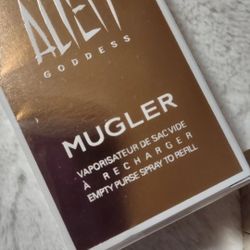 ALIEN
GODDESS
MUGLER
VAPORISATEUR DE SAC VIDE
À RECHARGER
EMPTY PURSE SPRAY TO REFILL